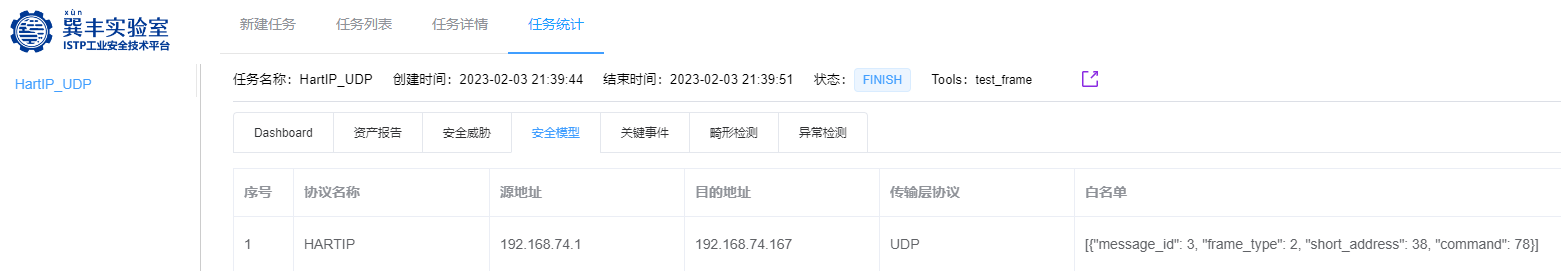 xùn
巽丰实验室
ISTP工业安全技术平台
新建任务 任务列表 任务详情 任务统计
HartIP_UDP
任务名称：HartIP_UDP 创建时间：2023-02-03 21:39:44 结束时间：2023-02-03 21:39:51 状态： FINISH Tools：test_frame
Dashboard 资产报告 安全威胁 安全模型 关键事件 畸形检测 异常检测
序号 协议名称 源地址 目的地址 传输层协议 白名单
1 HARTIP 192.168.74.1 192.168.74.167 UDP [{"message_id": 3, "frame_type": 2, "short_address": 38, "command": 78}]